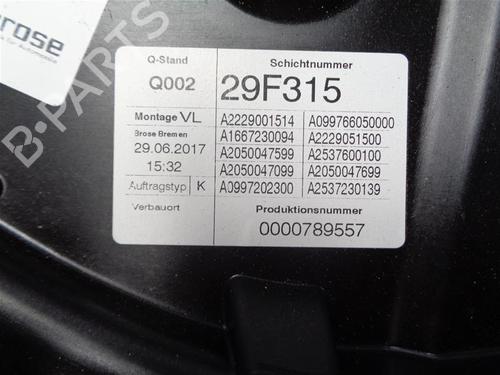 brose
Q-Stand Schichtnummer
Q002 29F315
Montage VL A2229001514 A099766050000
Brose Bremen A1667230094 A2229051500
29.06.2017 A2050047599 A2537600100
15:32 A2050047099 A2050047699
Auftragstyp K A0997202300 A2537230139
Verbauort Produktionsnummer
0000789557
B-PARTS